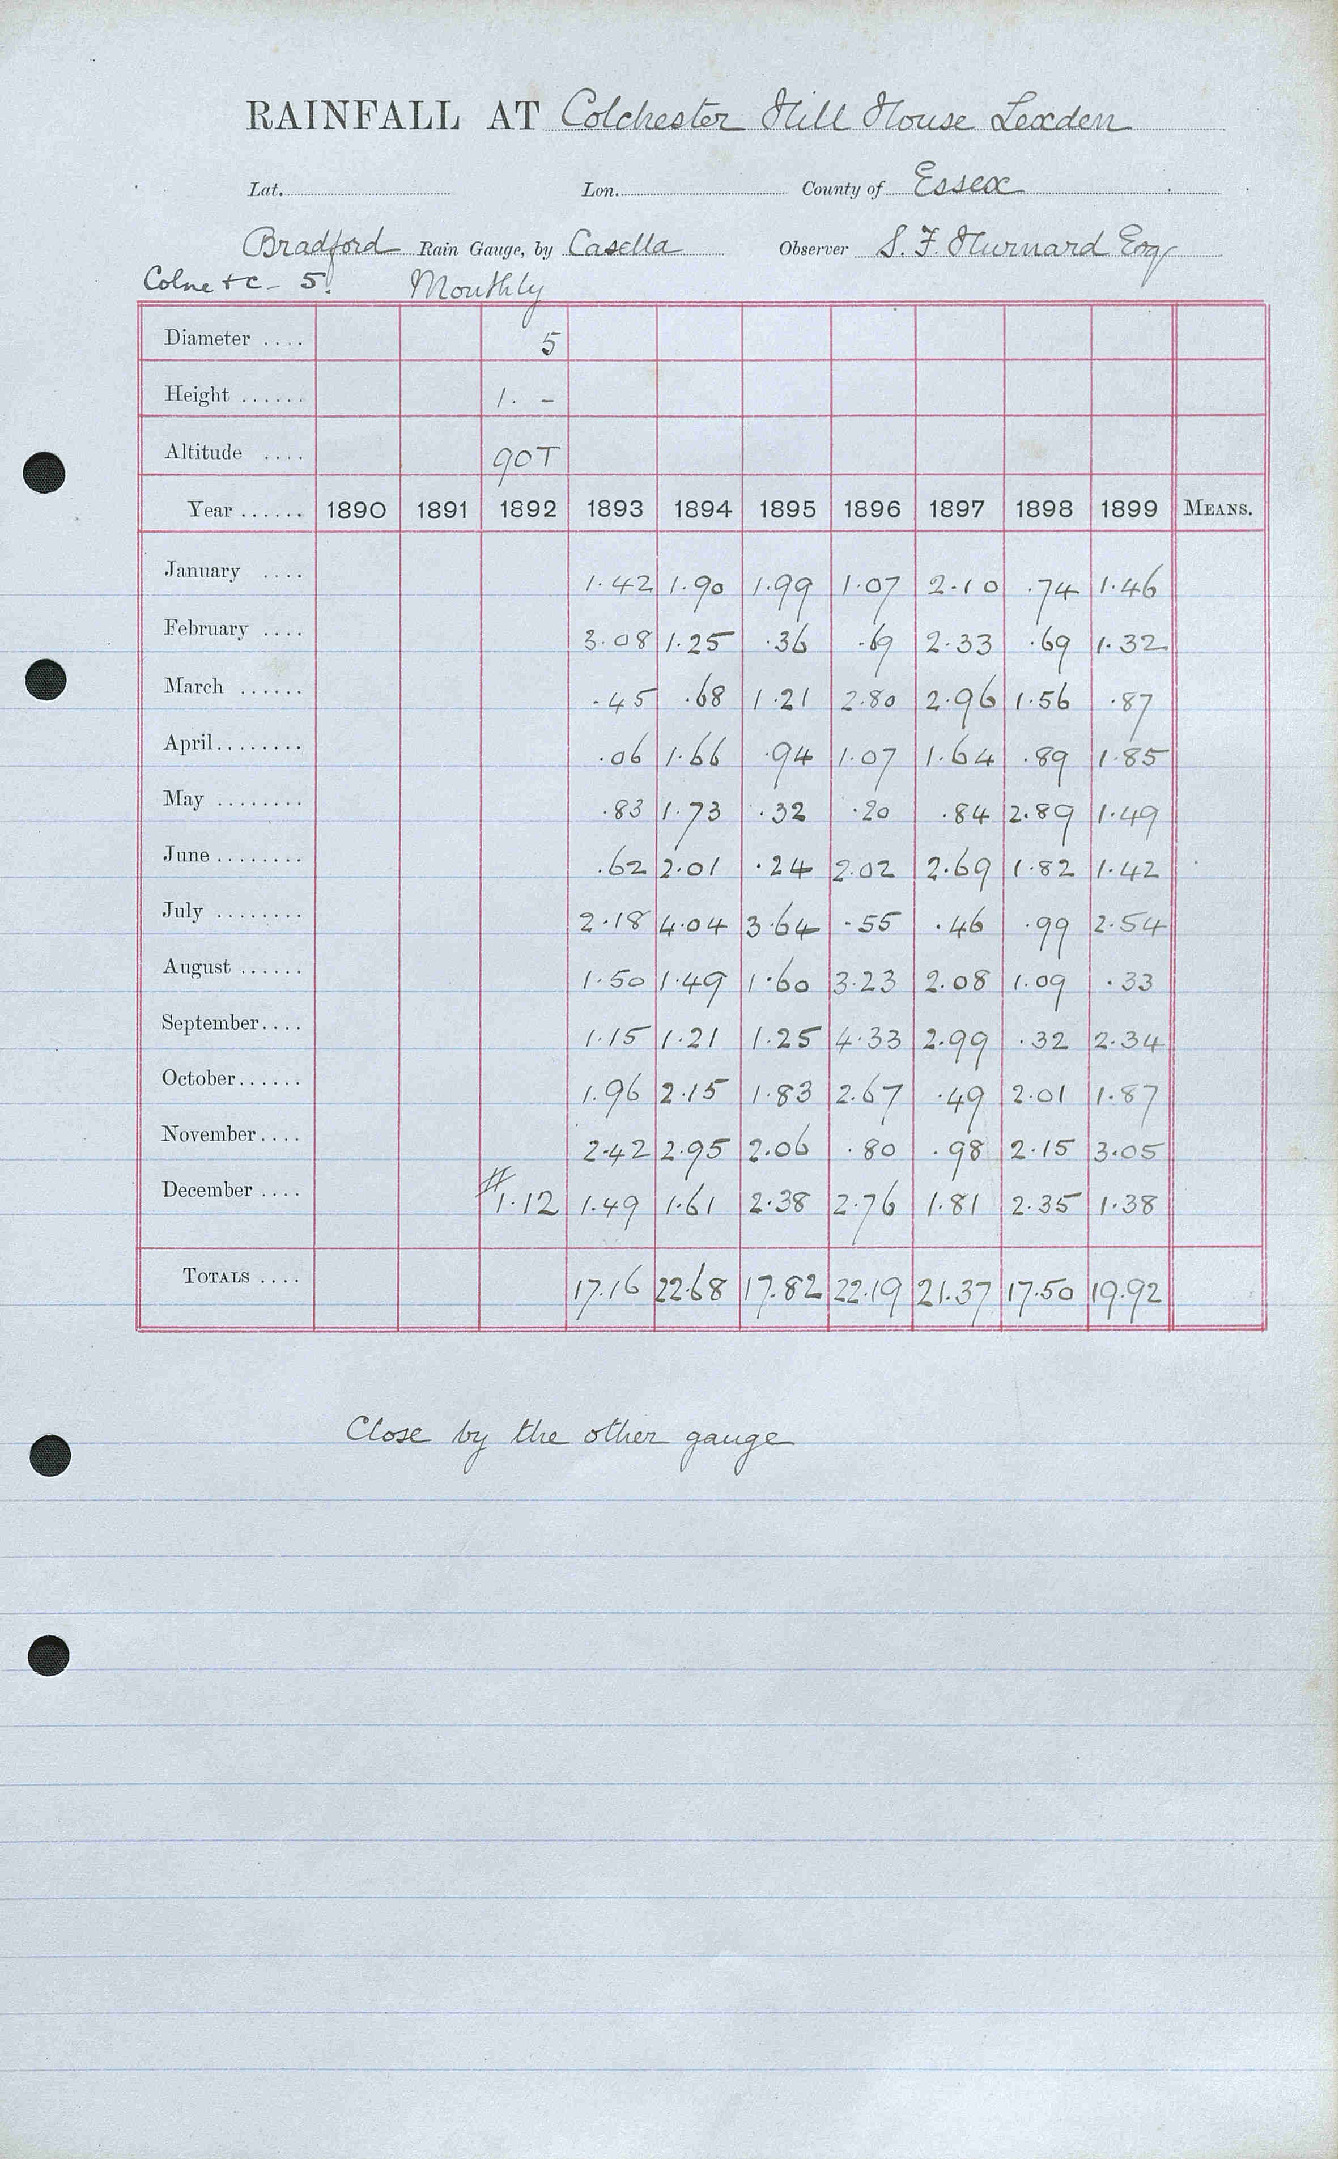 RAINFALL AT Colchester Hill House Lexden
Lat. Lon. County of Essex
Bradford Rain Gauge, by Casella Observer S. F. Hurnard Esq
Colne + c - 5. Monthly
Diameter .... 5
Height ...... 1. -
Altitude .... 90T
Year ...... 1890 1891 1892 1893 1894 1895 1896 1897 1898 1899 MEANS.
January .... 1.42 1.90 1.99 1.07 2.10 .74 1.46
February .... 3.08 1.25 .36 .69 2.33 .69 1.32
March ...... .45 .68 1.21 2.80 2.96 1.56 .87
April........ .06 1.66 .94 1.07 1.64 .89 1.85
May ........ .83 1.73 .32 .20 .84 2.89 1.49
June ........ .62 2.01 .24 2.02 2.69 1.82 1.42
July ........ 2.18 4.04 3.64 .55 .46 .99 2.54
August ...... 1.50 1.49 1.60 3.23 2.08 1.09 .33
September.... 1.15 1.21 1.25 4.33 2.99 .32 2.34
October...... 1.96 2.15 1.83 2.67 .49 2.01 1.87
November.... 2.42 2.95 2.06 .80 .98 2.15 3.05
December .... # 1.12 1.49 1.61 2.38 2.76 1.81 2.35 1.38
TOTALS .... 17.16 22.68 17.82 22.19 21.37 17.50 19.92
Close by the other gauge